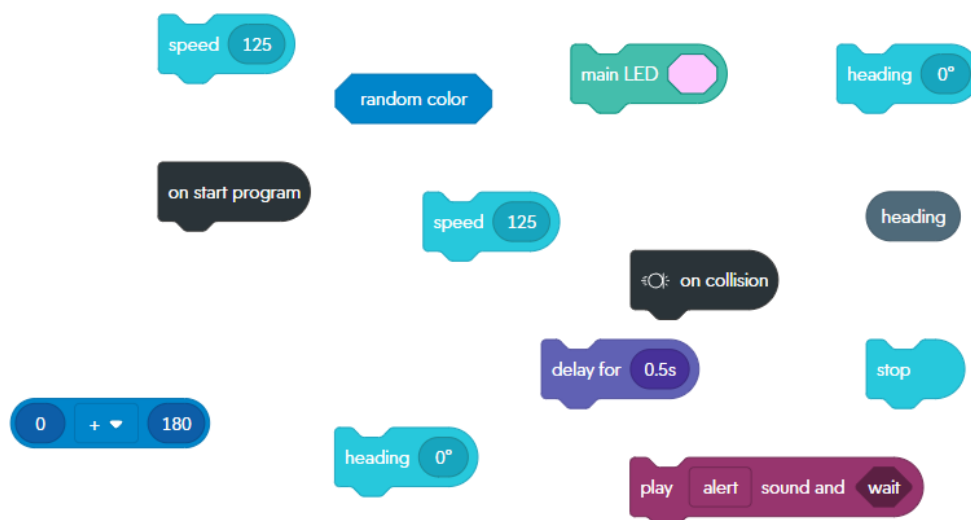 speed 125
main LED
heading 0°
random color
on start program
speed 125
heading
on collision
delay for 0.5s
stop
0 + 180
heading 0°
play alert sound and wait